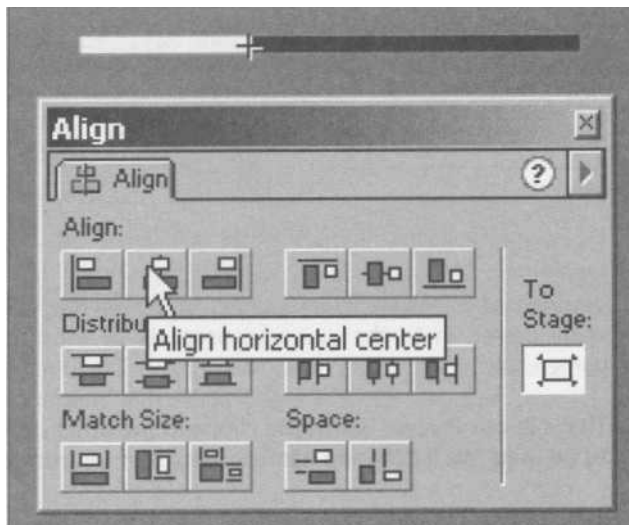 Align
Align
?
Align:
To
Stage:
Distribu
Align horizontal center
Match Size:
Space: